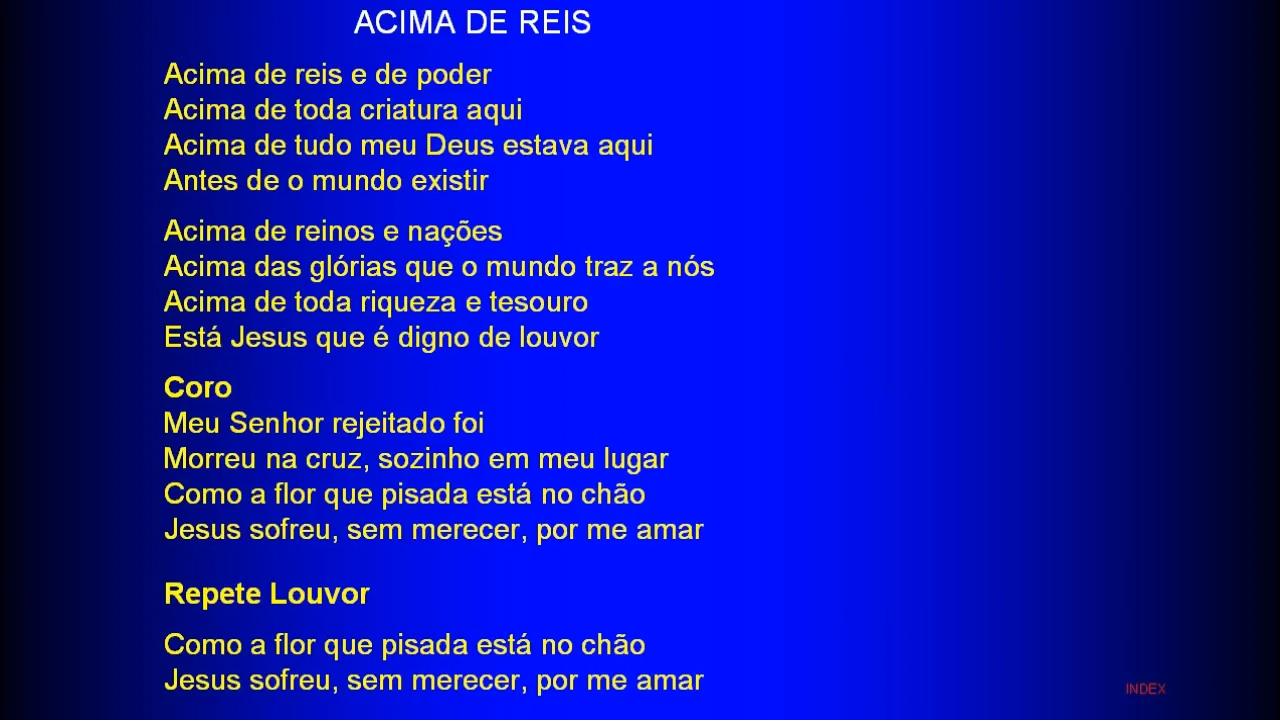 ACIMA DE REIS
Acima de reis e de poder
Acima de toda criatura aqui
Acima de tudo meu Deus estava aqui
Antes de o mundo existir
Acima de reinos e nações
Acima das glórias que o mundo traz a nós
Acima de toda riqueza e tesouro
Está Jesus que é digno de louvor
Coro
Meu Senhor rejeitado foi
Morreu na cruz, sozinho em meu lugar
Como a flor que pisada está no chão
Jesus sofreu, sem merecer, por me amar
Repete Louvor
Como a flor que pisada está no chão
Jesus sofreu, sem merecer, por me amar
INDEX